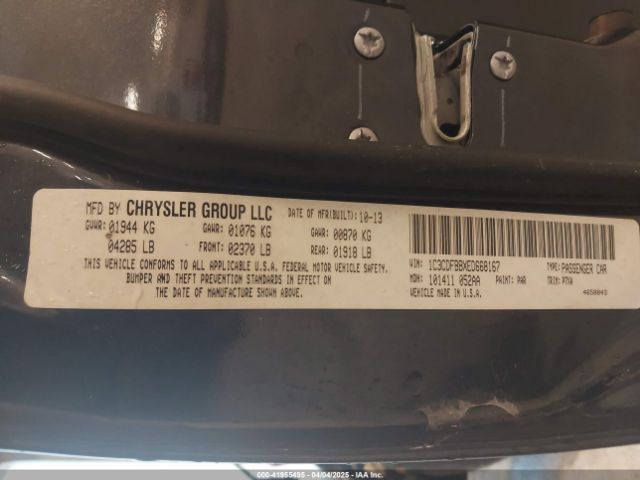 MFD BY CHRYSLER GROUP LLC DATE OF MFR(BUILT): 10-13
GVWR: 01944 KG GAWR: 01076 KG GAWR: 00870 KG
04285 LB FRONT: 02370 LB REAR: 01918 LB
THIS VEHICLE CONFORMS TO ALL APPLICABLE U.S.A. FEDERAL MOTOR VEHICLE SAFETY,
BUMPER AND THEFT PREVENTION STANDARDS IN EFFECT ON
THE DATE OF MANUFACTURE SHOWN ABOVE.
VIN: 1C3CDFBBXED668167 TYPE: PASSENGER CAR
MDH: 101411 052AA PAINT: PAR TRIM:
VEHICLE MADE IN U.S.A.
000-41955495 - 04/04/2025 - IAA Inc.